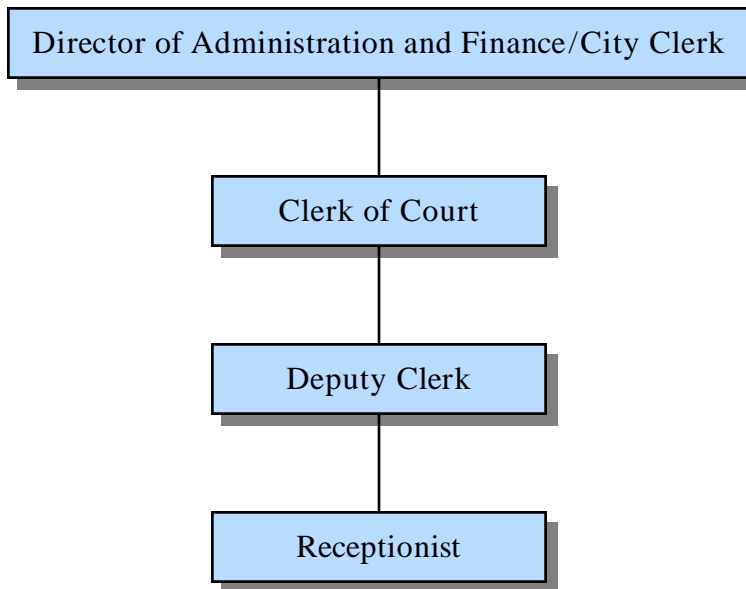 Director of Administration and Finance/City Clerk
Clerk of Court
Deputy Clerk
Receptionist